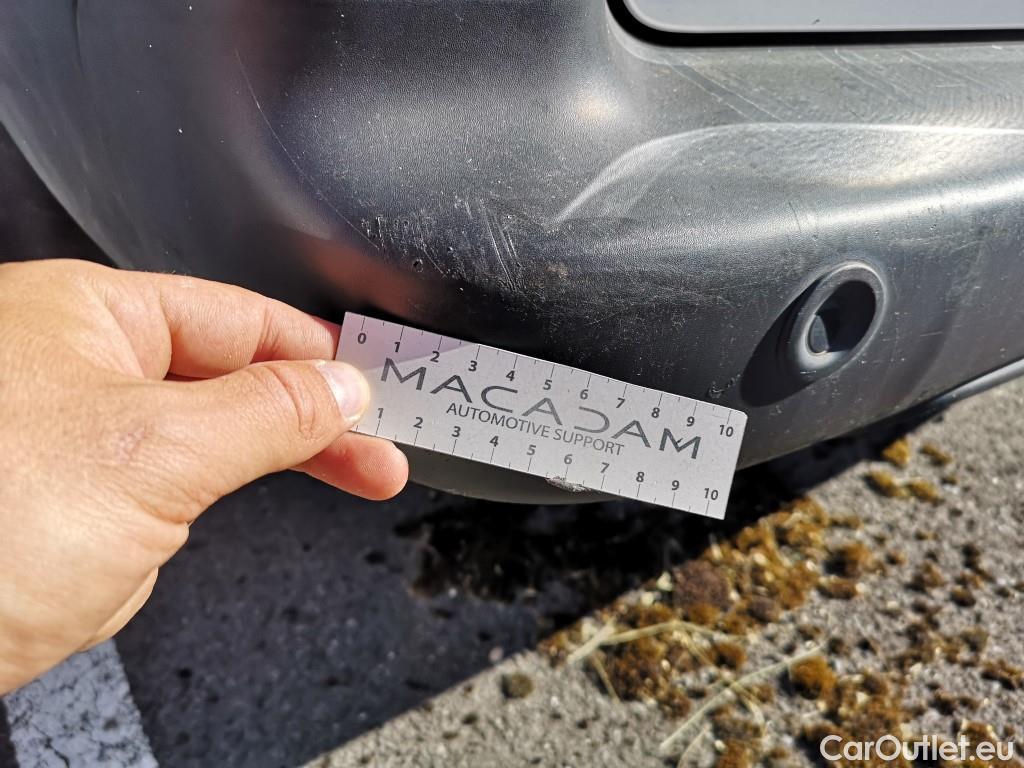 0 1 2 3 4 5 6 7 8 9 10
MACADAM
AUTOMOTIVE SUPPORT
1 2 3 4 5 6 7 8 9 10
CarOutlet.eu